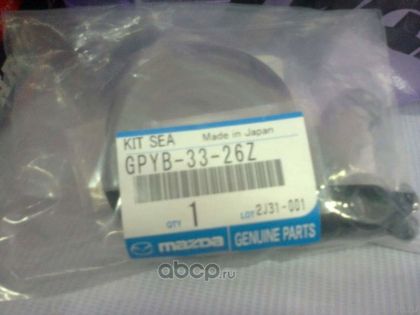 KIT SEA Made in Japan
GPYB-33-26Z
QTY 1 LOT 2J31-001
mazda GENUINE PARTS
abcp.ru